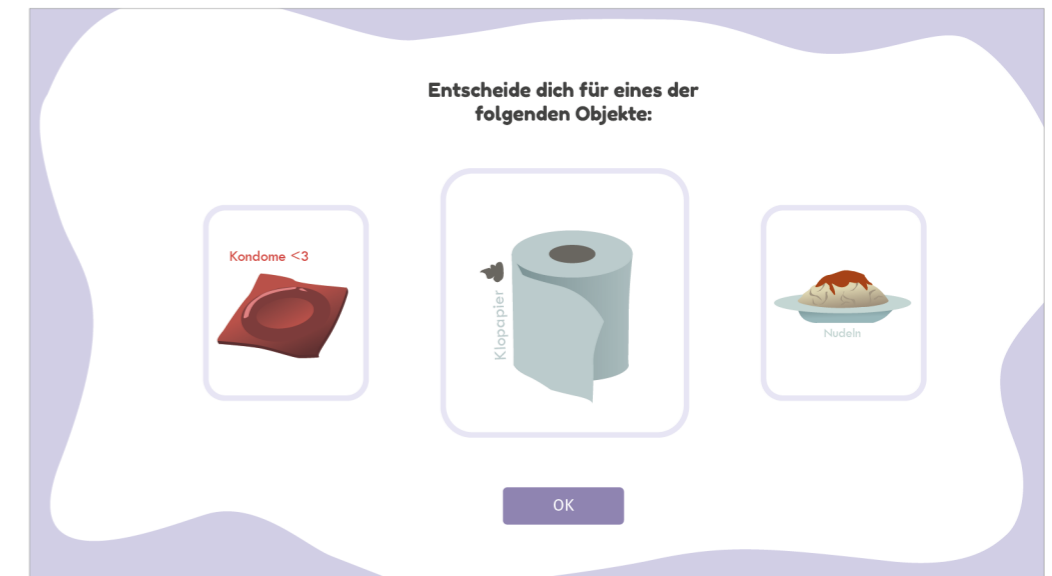 Entscheide dich für eines der
folgenden Objekte:
Kondome <3
Klopapier
Nudeln
OK